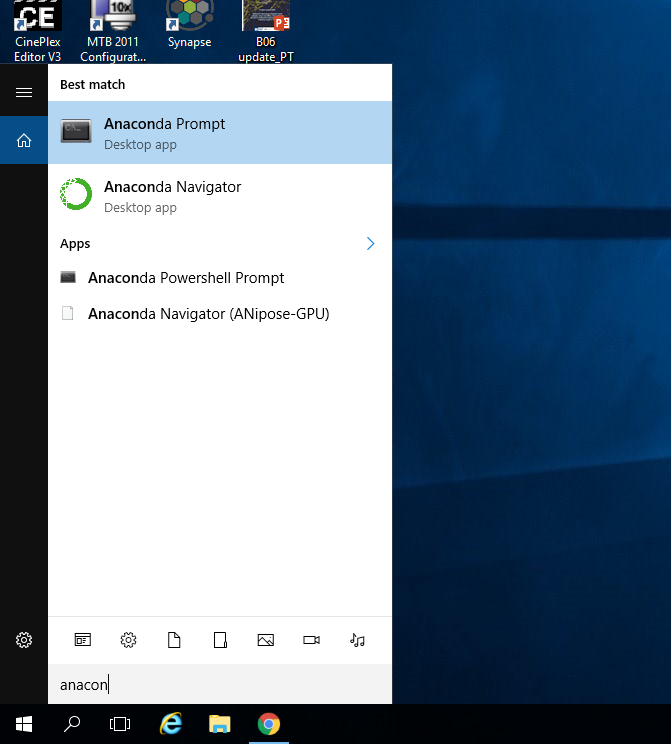 CE
CinePlex
Editor V3
10x
MTB 2011
Configurat...
Synapse
P
B06
update_PT
Best match
Anaconda Prompt
Desktop app
Anaconda Navigator
Desktop app
Apps
Anaconda Powershell Prompt
Anaconda Navigator (ANipose-GPU)
anacon